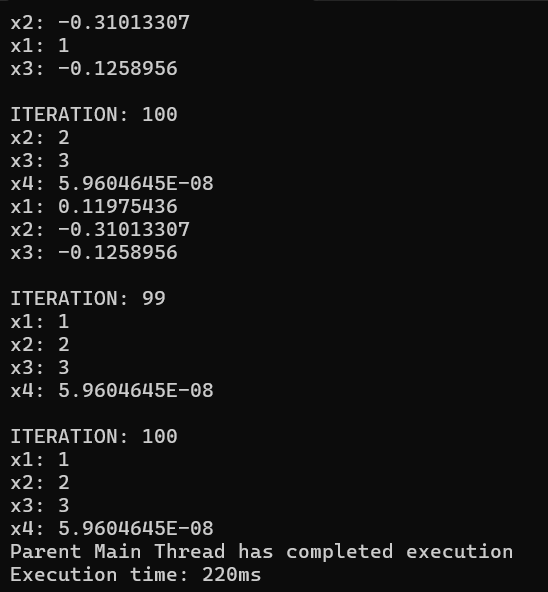 x2: -0.31013307
x1: 1
x3: -0.1258956
ITERATION: 100
x2: 2
x3: 3
x4: 5.9604645E-08
x1: 0.11975436
x2: -0.31013307
x3: -0.1258956
ITERATION: 99
x1: 1
x2: 2
x3: 3
x4: 5.9604645E-08
ITERATION: 100
x1: 1
x2: 2
x3: 3
x4: 5.9604645E-08
Parent Main Thread has completed execution
Execution time: 220ms